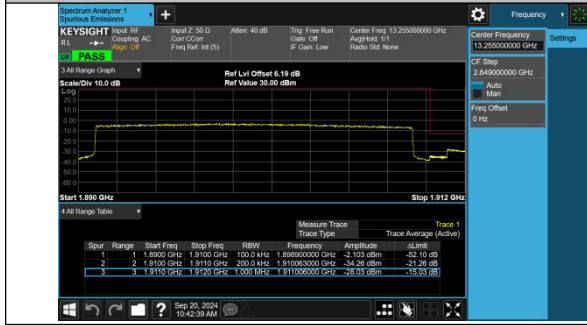 Spectrum Analyzer 1
Spurious Emissions
Frequency
KEYSIGHT
Input: RF
Coupling: AC
Align: Off
Input Z: 50 Ω
Corr CCorr
Freq Ref: Int (S)
Atten: 40 dB
Trig: Free Run
Gate: Off
IF Gain: Low
Center Freq: 13.255000000 GHz
Avg|Hold: 1/1
Radio Std: None
RL
PASS
Center Frequency
13.255000000 GHz
Settings
CF Step
2.649000000 GHz
Auto
Man
Freq Offset
0 Hz
3 All Range Graph
Scale/Div 10.0 dB
Ref Lvl Offset 6.19 dB
Ref Value 30.00 dBm
Log
20.0
10.0
0.00
-10.0
-20.0
-30.0
-40.0
-50.0
-60.0
Start 1.890 GHz
Stop 1.912 GHz
4 All Range Table
Measure Trace Trace 1
Trace Type Trace Average (Active)
Spur Range Start Freq Stop Freq RBW Frequency Amplitude ΔLimit
1 1 1.8900 GHz 1.9100 GHz 100.0 kHz 1.898900000 GHz -2.103 dBm -52.10 dB
2 2 1.9100 GHz 1.9110 GHz 200.0 kHz 1.910063000 GHz -34.26 dBm -21.26 dB
3 3 1.9110 GHz 1.9120 GHz 1.000 MHz 1.911006000 GHz -28.03 dBm -15.03 dB
Sep 20, 2024
10:42:39 AM